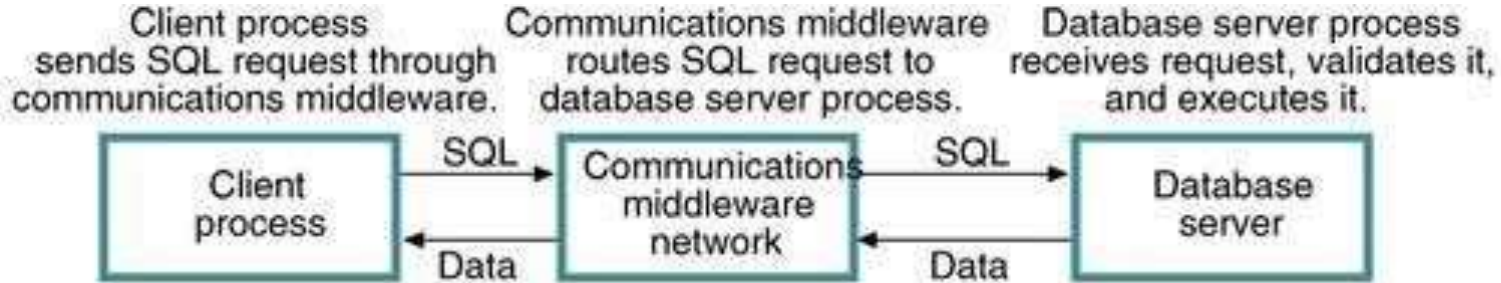 Client process
sends SQL request through
communications middleware.
Communications middleware
routes SQL request to
database server process.
Database server process
receives request, validates it,
and executes it.
Client
process
SQL
Data
Communications
middleware
network
SQL
Data
Database
server